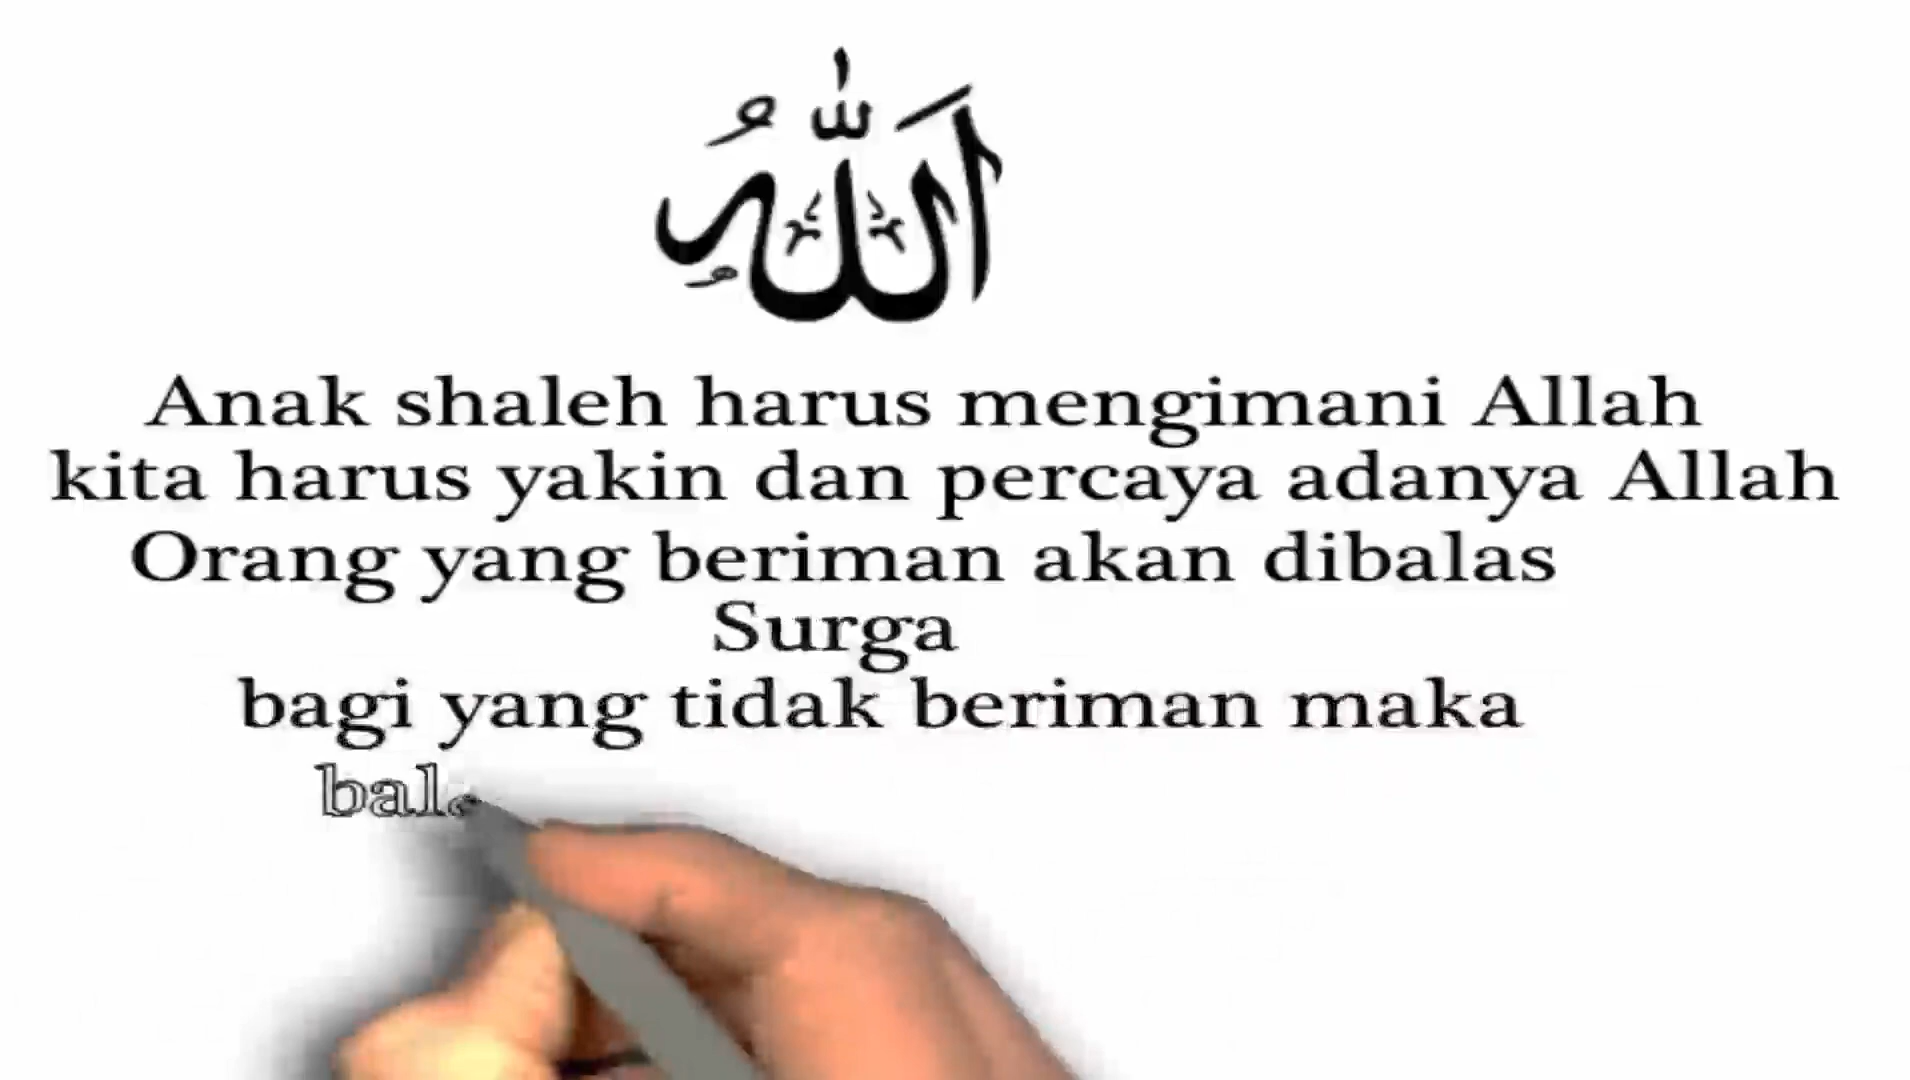 الله
Anak shaleh harus mengimani Allah
kita harus yakin dan percaya adanya Allah
Orang yang beriman akan dibalas
Surga
bagi yang tidak beriman maka
bala